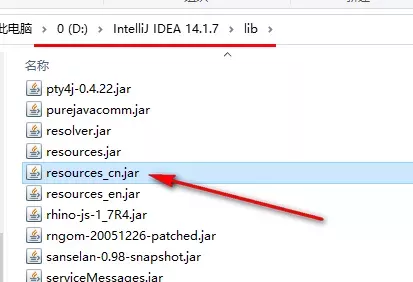 此电脑 › 0 (D:) › IntelliJ IDEA 14.1.7 › lib ›
名称
pty4j-0.4.22.jar
purejavacomm.jar
resolver.jar
resources.jar
resources_cn.jar
resources_en.jar
rhino-js-1_7R4.jar
rngom-20051226-patched.jar
sanselan-0.98-snapshot.jar
serviceMessages.jar